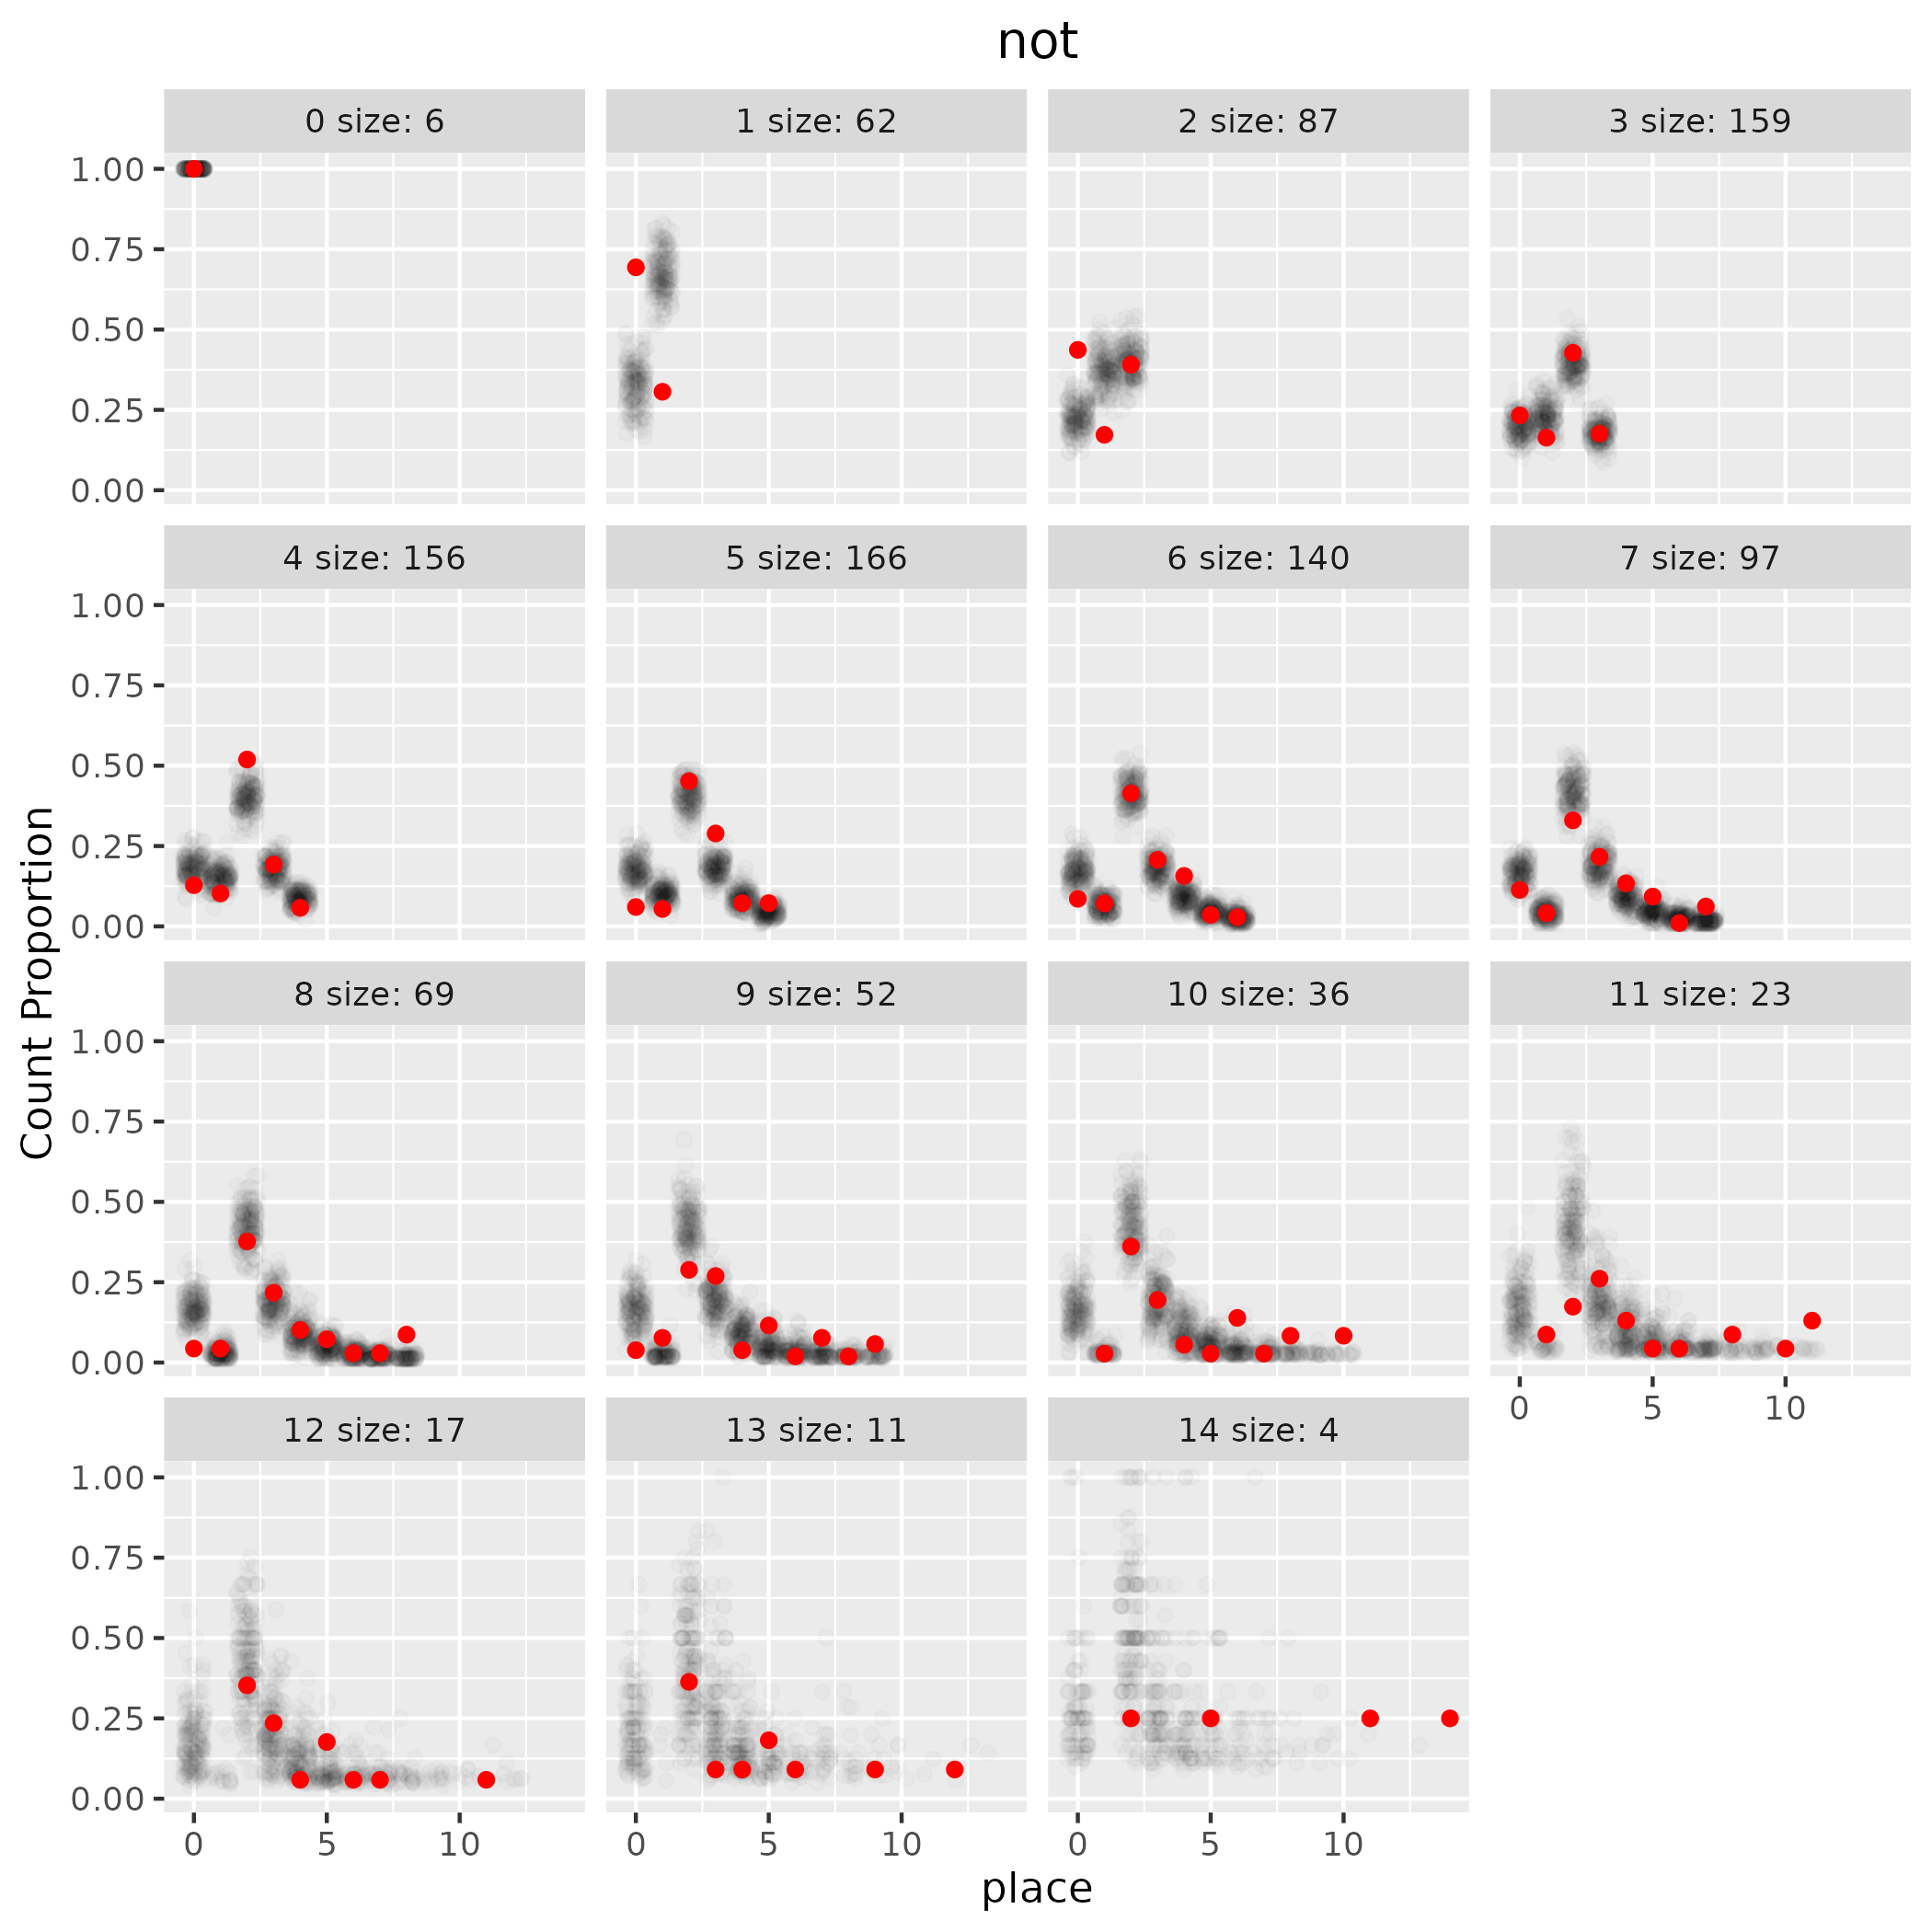 not
0 size: 6
1 size: 62
2 size: 87
3 size: 159
1.00
0.75
0.50
0.25
0.00
4 size: 156
5 size: 166
6 size: 140
7 size: 97
1.00
0.75
0.50
0.25
0.00
Count Proportion
8 size: 69
9 size: 52
10 size: 36
11 size: 23
1.00
0.75
0.50
0.25
0.00
0 5 10
12 size: 17
13 size: 11
14 size: 4
1.00
0.75
0.50
0.25
0.00
0 5 10
0 5 10
0 5 10
place